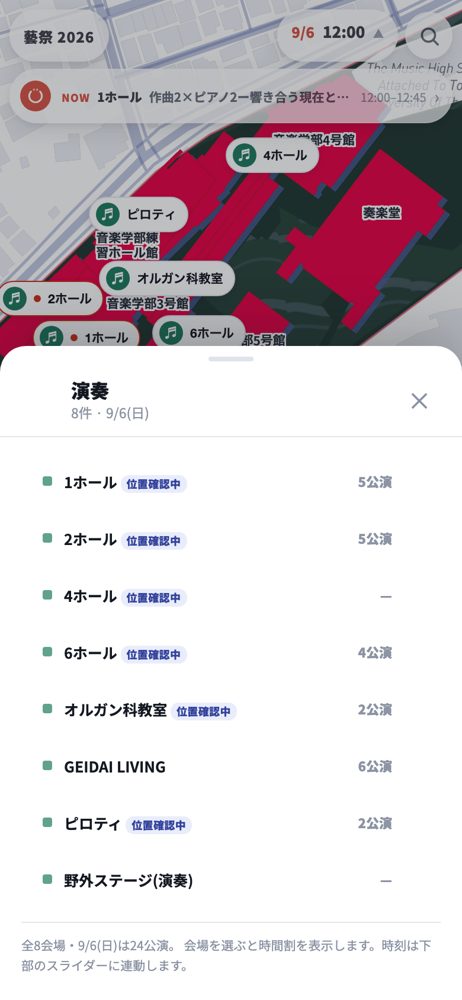 藝祭 2026
9/6 12:00 ▲
The Music High S
Attached To To
NOW 1ホール 作曲2×ピアノ2ー響き合う現在と… 12:00–12:45 ›
音楽学部4号館
4ホール
奏楽堂
ピロティ
音楽学部練
習ホール館
オルガン科教室
2ホール
音楽学部3号館
1ホール
6ホール
部5号館
演奏
8件・9/6(日)
1ホール 位置確認中 5公演
2ホール 位置確認中 5公演
4ホール 位置確認中 —
6ホール 位置確認中 4公演
オルガン科教室 位置確認中 2公演
GEIDAI LIVING 6公演
ピロティ 位置確認中 2公演
野外ステージ(演奏) —
全8会場・9/6(日)は24公演。 会場を選ぶと時間割を表示します。時刻は下
部のスライダーに連動します。